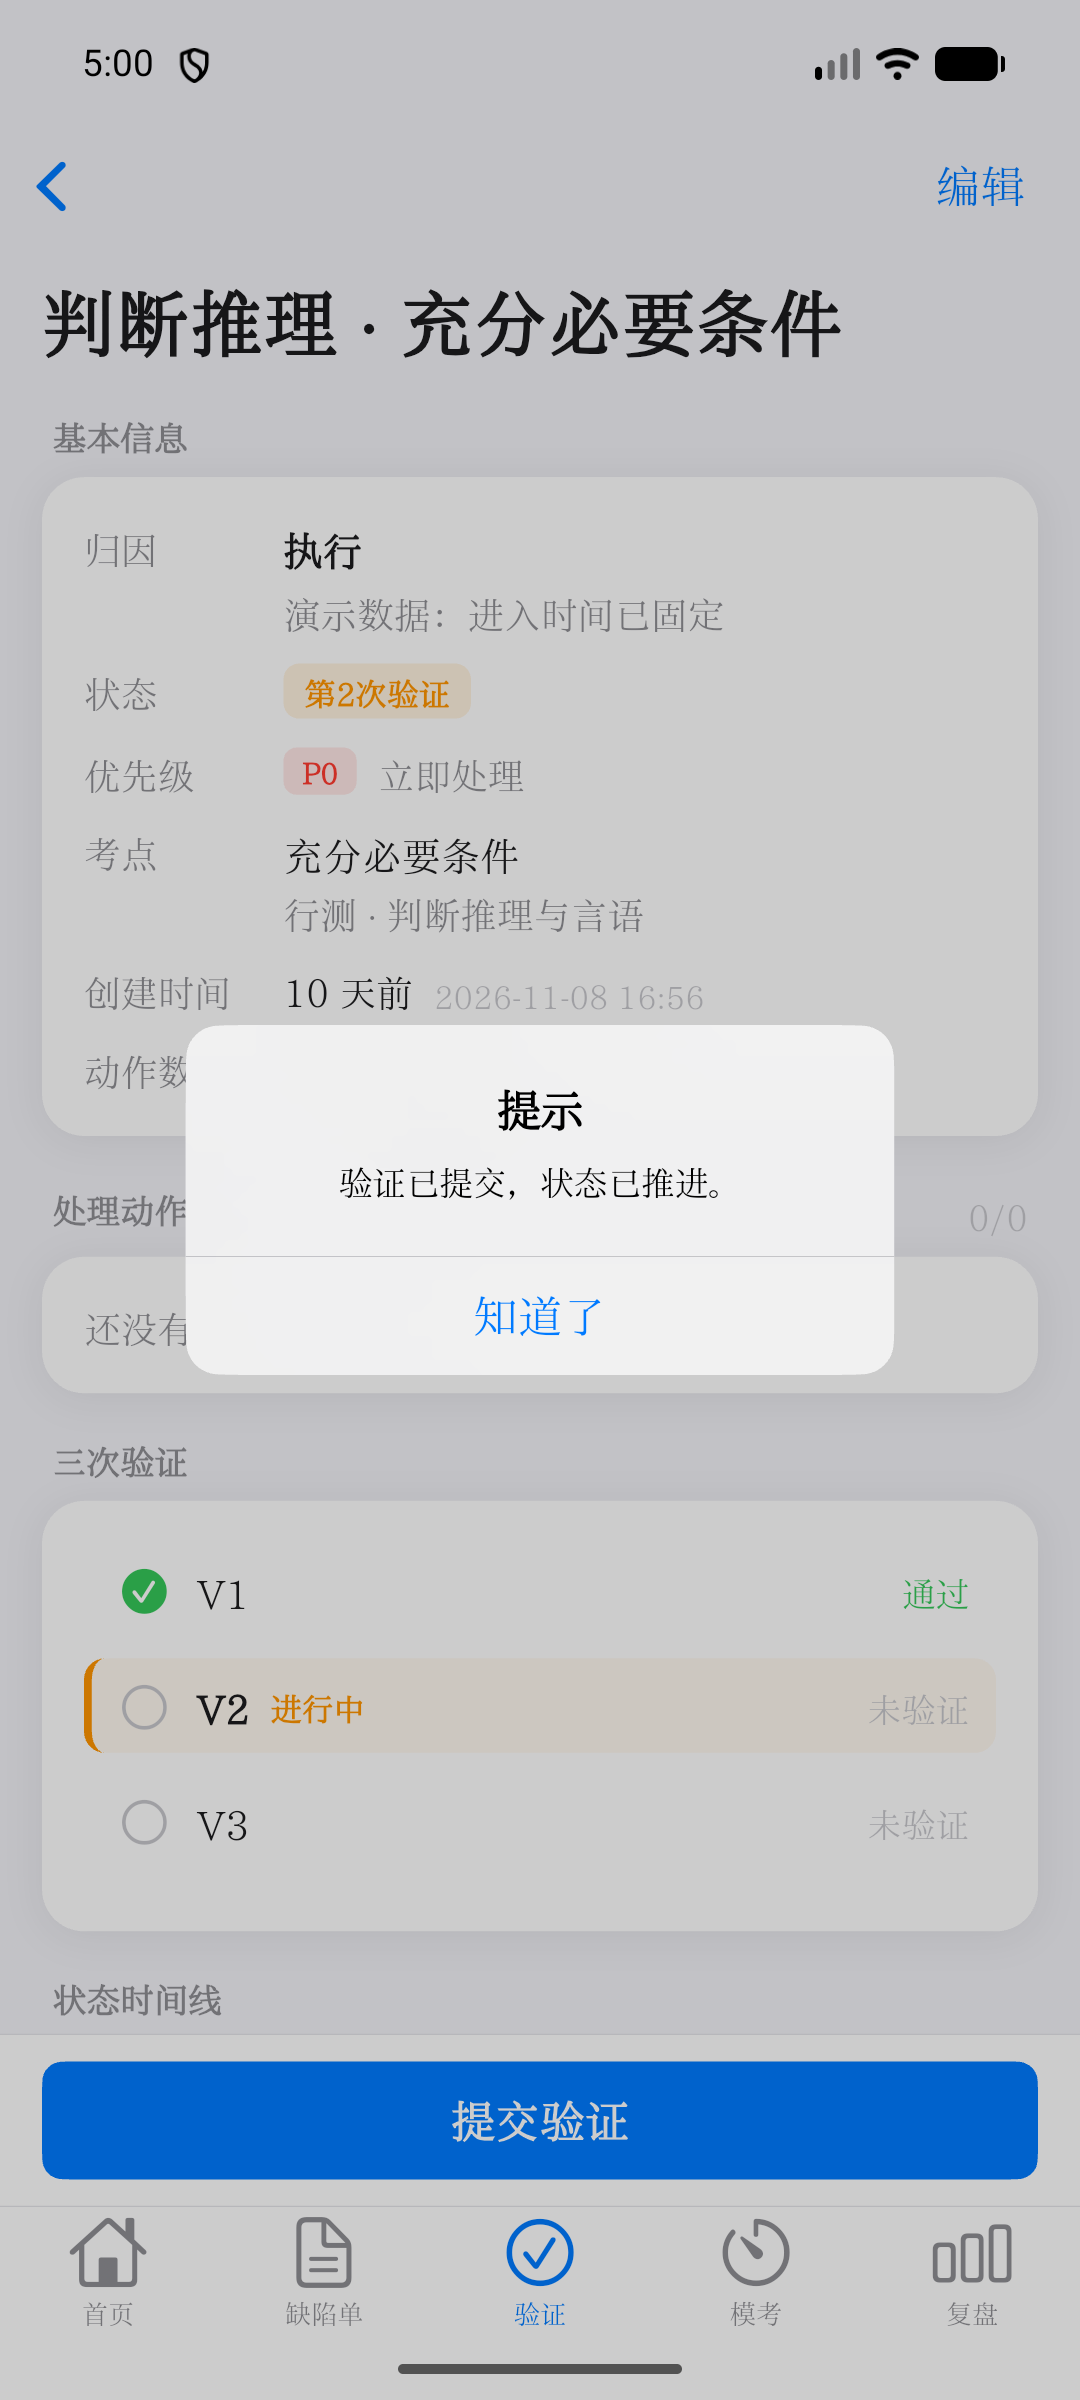 5:00
编辑
判断推理 · 充分必要条件
基本信息
归因 执行
演示数据：进入时间已固定
状态 第2次验证
优先级 P0 立即处理
考点 充分必要条件
行测 · 判断推理与言语
创建时间 10 天前 2026-11-08 16:56
动作数
提示
验证已提交，状态已推进。
知道了
处理动作 0/0
还没有
三次验证
V1 通过
V2 进行中 未验证
V3 未验证
状态时间线
提交验证
首页 缺陷单 验证 模考 复盘